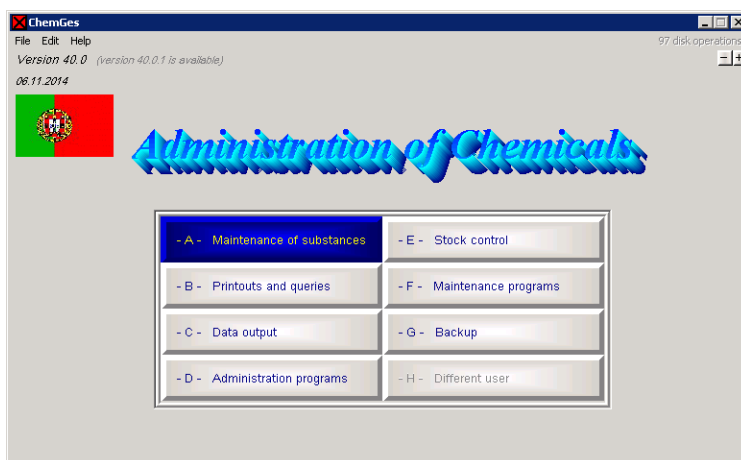 ChemGes
File Edit Help
97 disk operations
Version 40.0 (version 40.0.1 is available)
06.11.2014
Administration of Chemicals
- A - Maintenance of substances
- E - Stock control
- B - Printouts and queries
- F - Maintenance programs
- C - Data output
- G - Backup
- D - Administration programs
- H - Different user